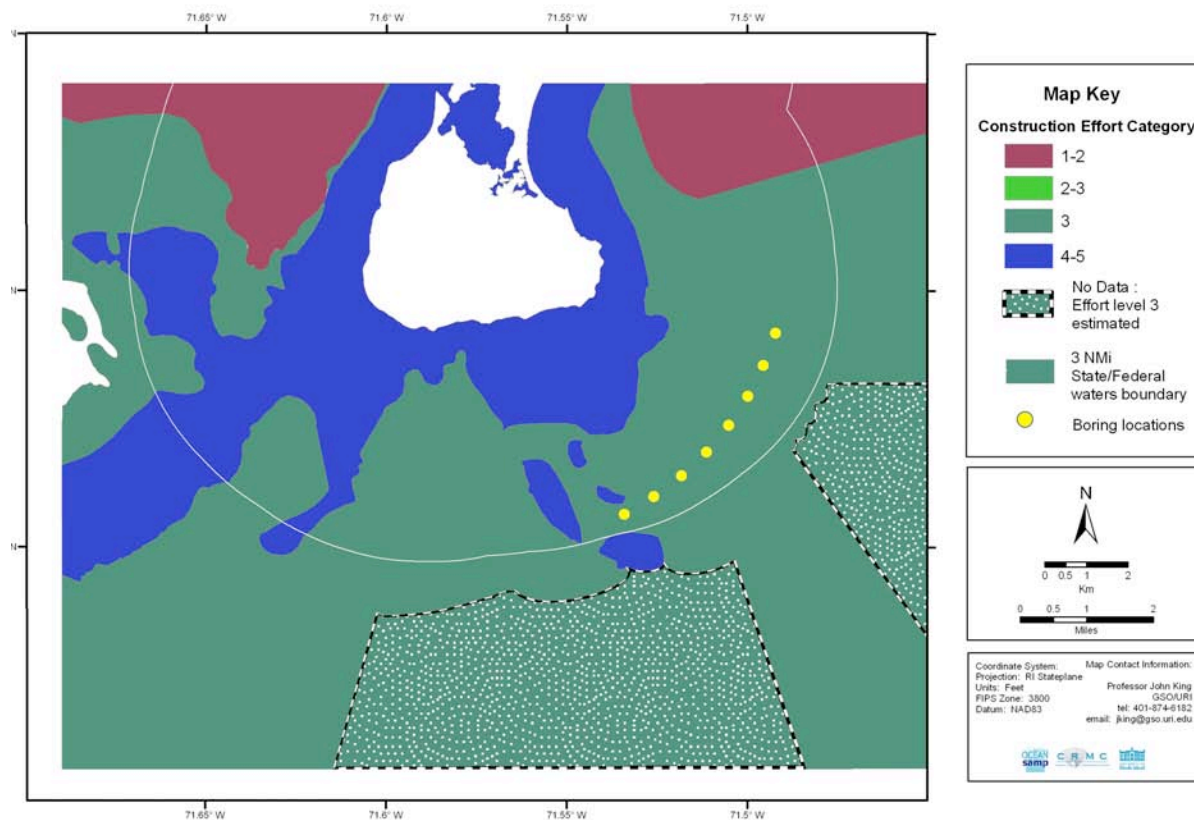 71.65° W 71.6° W 71.55° W 71.5° W
Map Key
Construction Effort Category
1-2
2-3
3
4-5
No Data :
Effort level 3
estimated
3 NMi
State/Federal
waters boundary
Boring locations
N
0 0.5 1 2
Km
0 0.5 1 2
Miles
Coordinate System:
Projection: RI Stateplane
Units: Feet
FIPS Zone: 3800
Datum: NAD83
Map Contact Information:
Professor John King
GSO/URI
tel: 401-874-6182
email: jking@gso.uri.edu
OCEAN
samp
C R M C
71.65° W 71.6° W 71.55° W 71.5° W